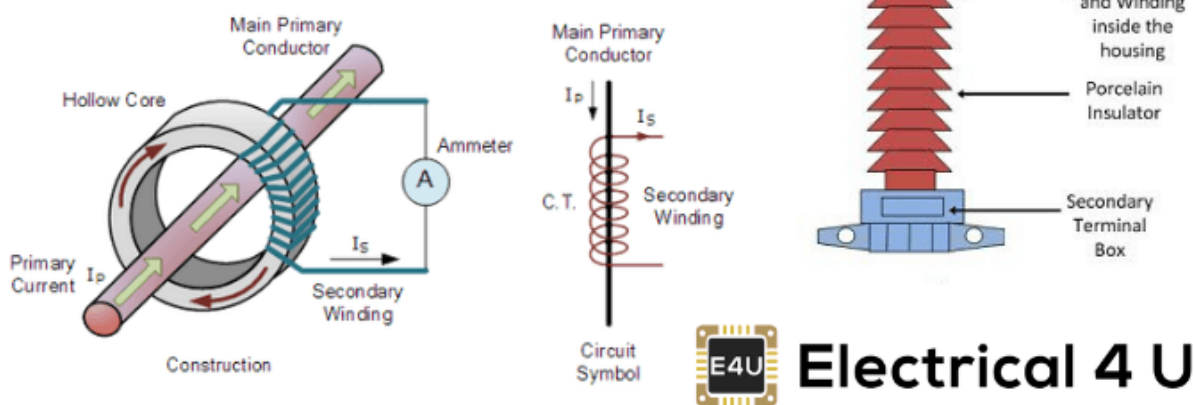 Main Primary
Conductor
Hollow Core
Ammeter
A
Is
Primary
Current Ip
Secondary
Winding
Construction
Main Primary
Conductor
Ip
Is
C.T.
Secondary
Winding
Circuit
Symbol
and Winding
inside the
housing
Porcelain
Insulator
Secondary
Terminal
Box
E4U
Electrical 4 U